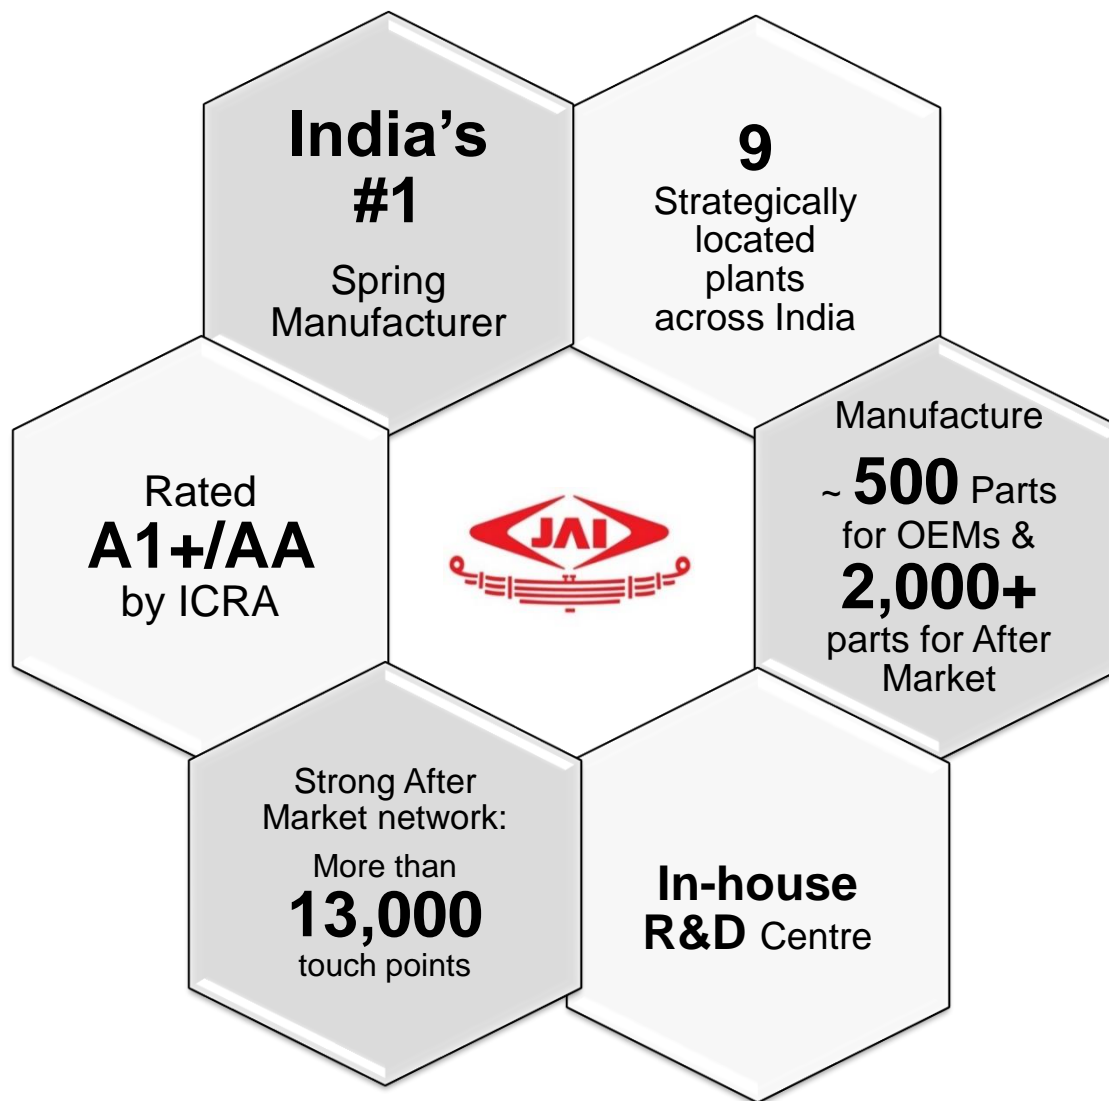 India’s
#1
Spring
Manufacturer
9
Strategically
located
plants
across India
Rated
A1+/AA
by ICRA
JAI
Manufacture
~ 500 Parts
for OEMs &
2,000+
parts for After
Market
Strong After
Market network:
More than
13,000
touch points
In-house
R&D Centre